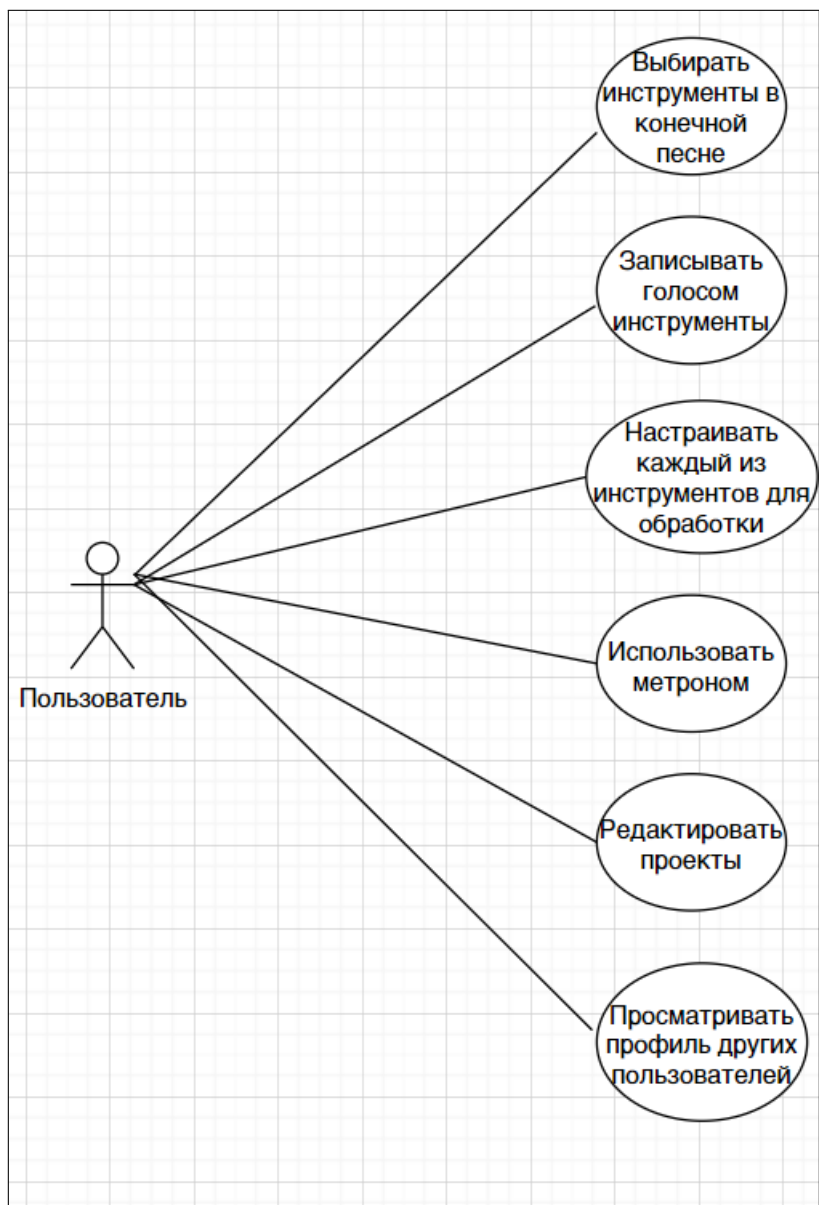 Выбирать
инструменты в
конечной
песне
Записывать
голосом
инструменты
Настраивать
каждый из
инструментов для
обработки
Пользователь
Использовать
метроном
Редактировать
проекты
Просматривать
профиль других
пользователей